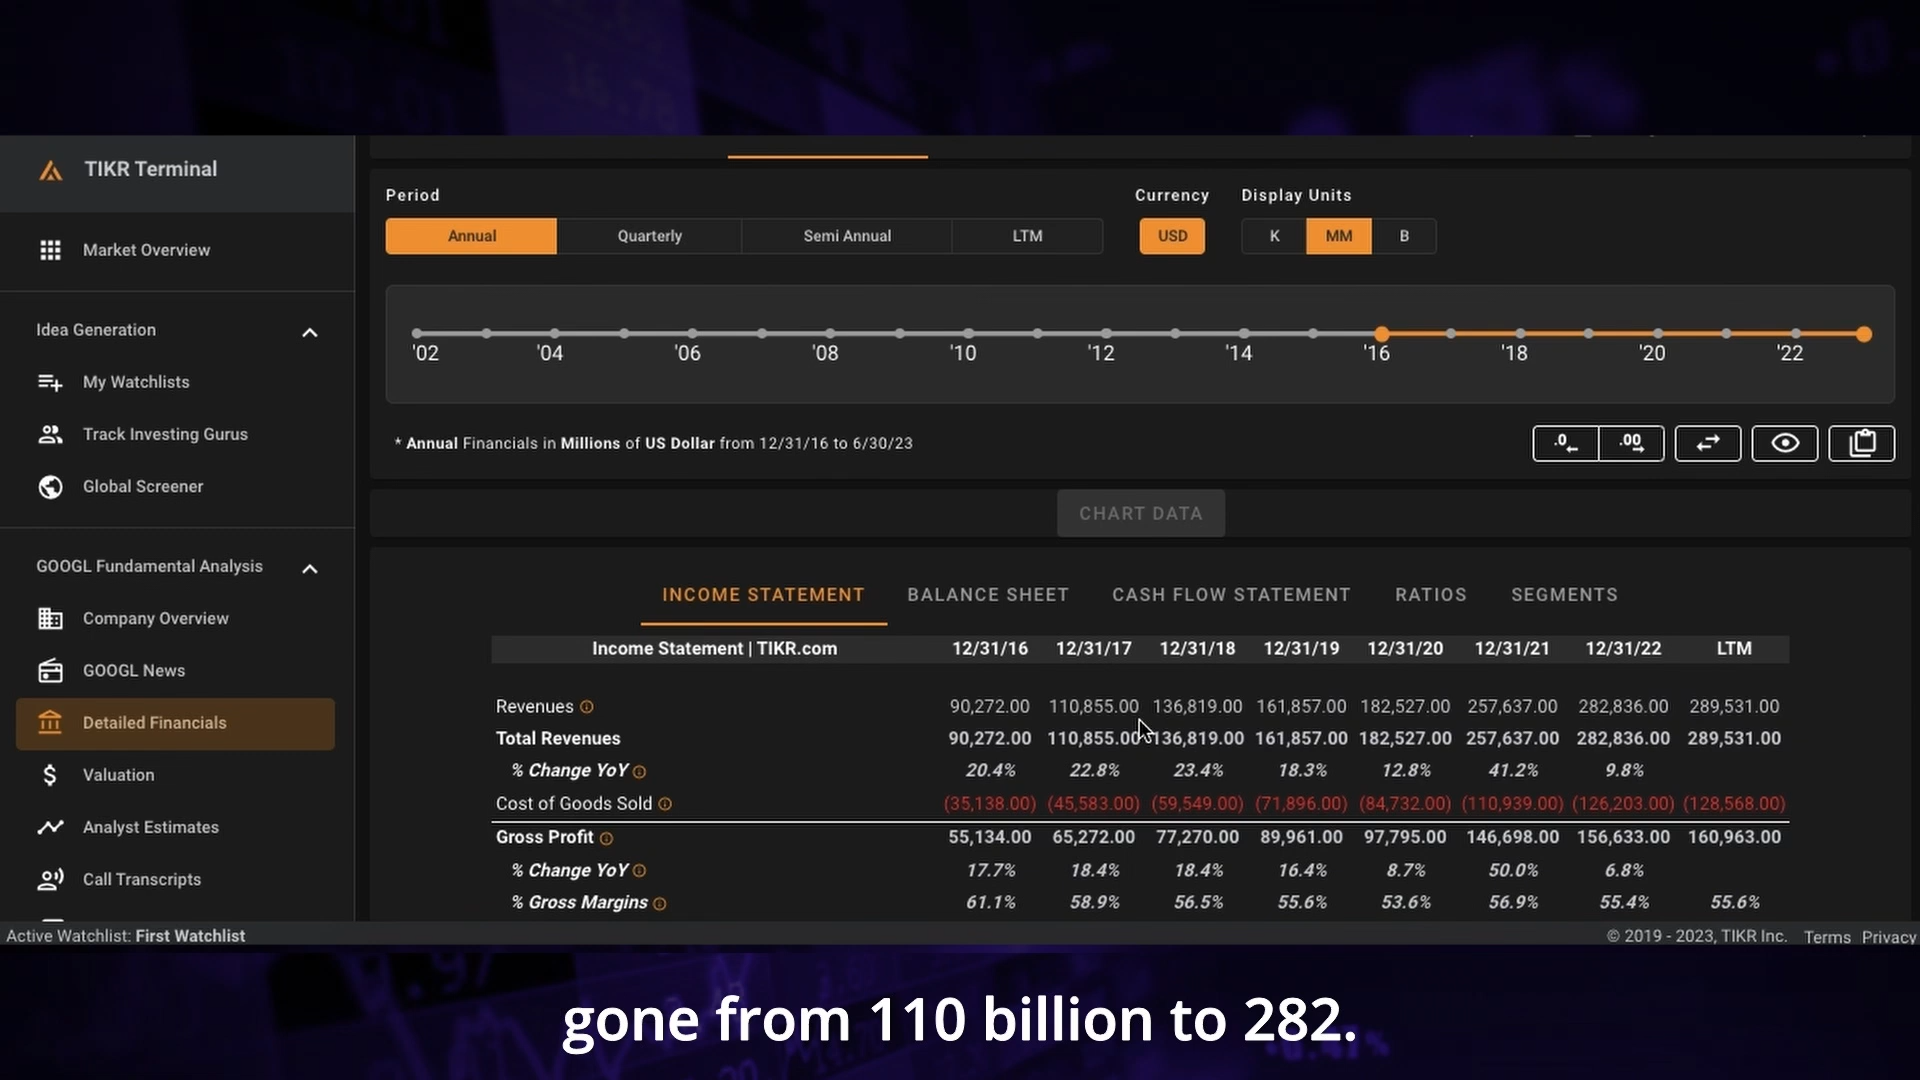 TIKR Terminal
Market Overview
Idea Generation
My Watchlists
Track Investing Gurus
Global Screener
GOOGL Fundamental Analysis
Company Overview
GOOGL News
Detailed Financials
Valuation
Analyst Estimates
Call Transcripts
Period Currency Display Units
Annual Quarterly Semi Annual LTM USD K MM B
'02 '04 '06 '08 '10 '12 '14 '16 '18 '20 '22
* Annual Financials in Millions of US Dollar from 12/31/16 to 6/30/23
.0 .00
CHART DATA
INCOME STATEMENT BALANCE SHEET CASH FLOW STATEMENT RATIOS SEGMENTS
Income Statement | TIKR.com 12/31/16 12/31/17 12/31/18 12/31/19 12/31/20 12/31/21 12/31/22 LTM
Revenues 90,272.00 110,855.00 136,819.00 161,857.00 182,527.00 257,637.00 282,836.00 289,531.00
Total Revenues 90,272.00 110,855.00 136,819.00 161,857.00 182,527.00 257,637.00 282,836.00 289,531.00
% Change YoY 20.4% 22.8% 23.4% 18.3% 12.8% 41.2% 9.8%
Cost of Goods Sold (35,138.00) (45,583.00) (59,549.00) (71,896.00) (84,732.00) (110,939.00) (126,203.00) (128,568.00)
Gross Profit 55,134.00 65,272.00 77,270.00 89,961.00 97,795.00 146,698.00 156,633.00 160,963.00
% Change YoY 17.7% 18.4% 18.4% 16.4% 8.7% 50.0% 6.8%
% Gross Margins 61.1% 58.9% 56.5% 55.6% 53.6% 56.9% 55.4% 55.6%
Active Watchlist: First Watchlist
© 2019 - 2023, TIKR Inc. Terms Privacy
gone from 110 billion to 282.